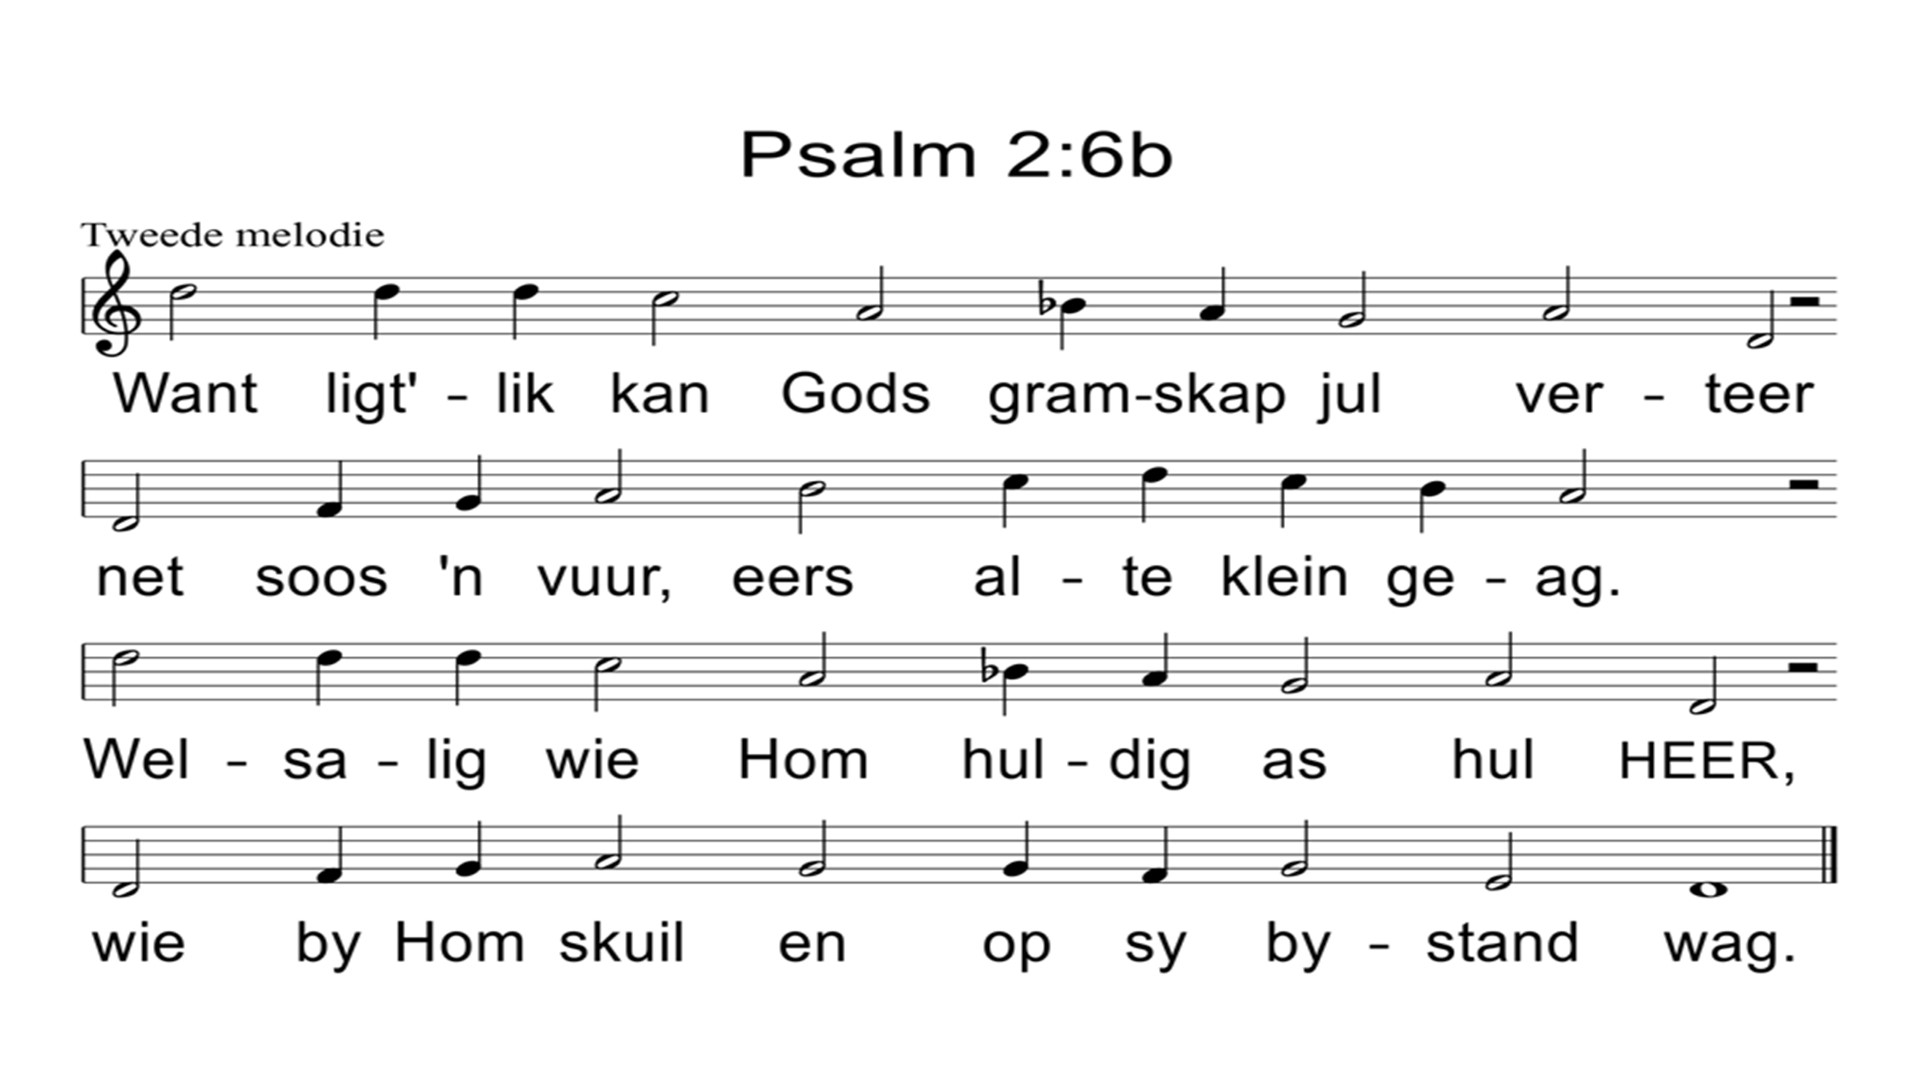 Psalm 2:6b
Tweede melodie
Want ligt' - lik kan Gods gram-skap jul ver - teer
net soos 'n vuur, eers al - te klein ge - ag.
Wel - sa - lig wie Hom hul - dig as hul HEER,
wie by Hom skuil en op sy by - stand wag.